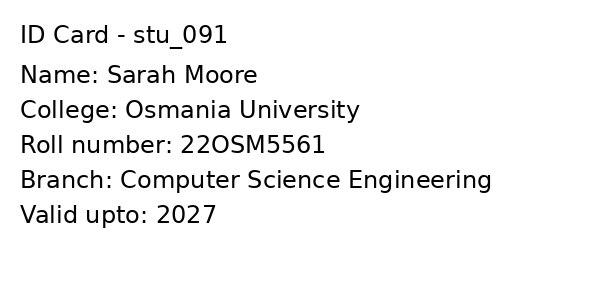 ID Card - stu_091
Name: Sarah Moore
College: Osmania University
Roll number: 22OSM5561
Branch: Computer Science Engineering
Valid upto: 2027